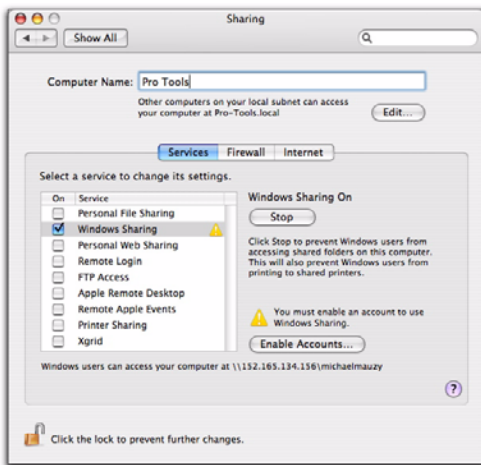 Sharing
Show All
Computer Name: Pro Tools
Other computers on your local subnet can access
your computer at Pro-Tools.local
Edit...
Services Firewall Internet
Select a service to change its settings.
On Service
Personal File Sharing
Windows Sharing
Personal Web Sharing
Remote Login
FTP Access
Apple Remote Desktop
Remote Apple Events
Printer Sharing
Xgrid
Windows Sharing On
Stop
Click Stop to prevent Windows users from
accessing shared folders on this computer.
This will also prevent Windows users from
printing to shared printers.
You must enable an account to use
Windows Sharing.
Enable Accounts...
Windows users can access your computer at \\152.165.134.156\michaelmauzy
?
Click the lock to prevent further changes.